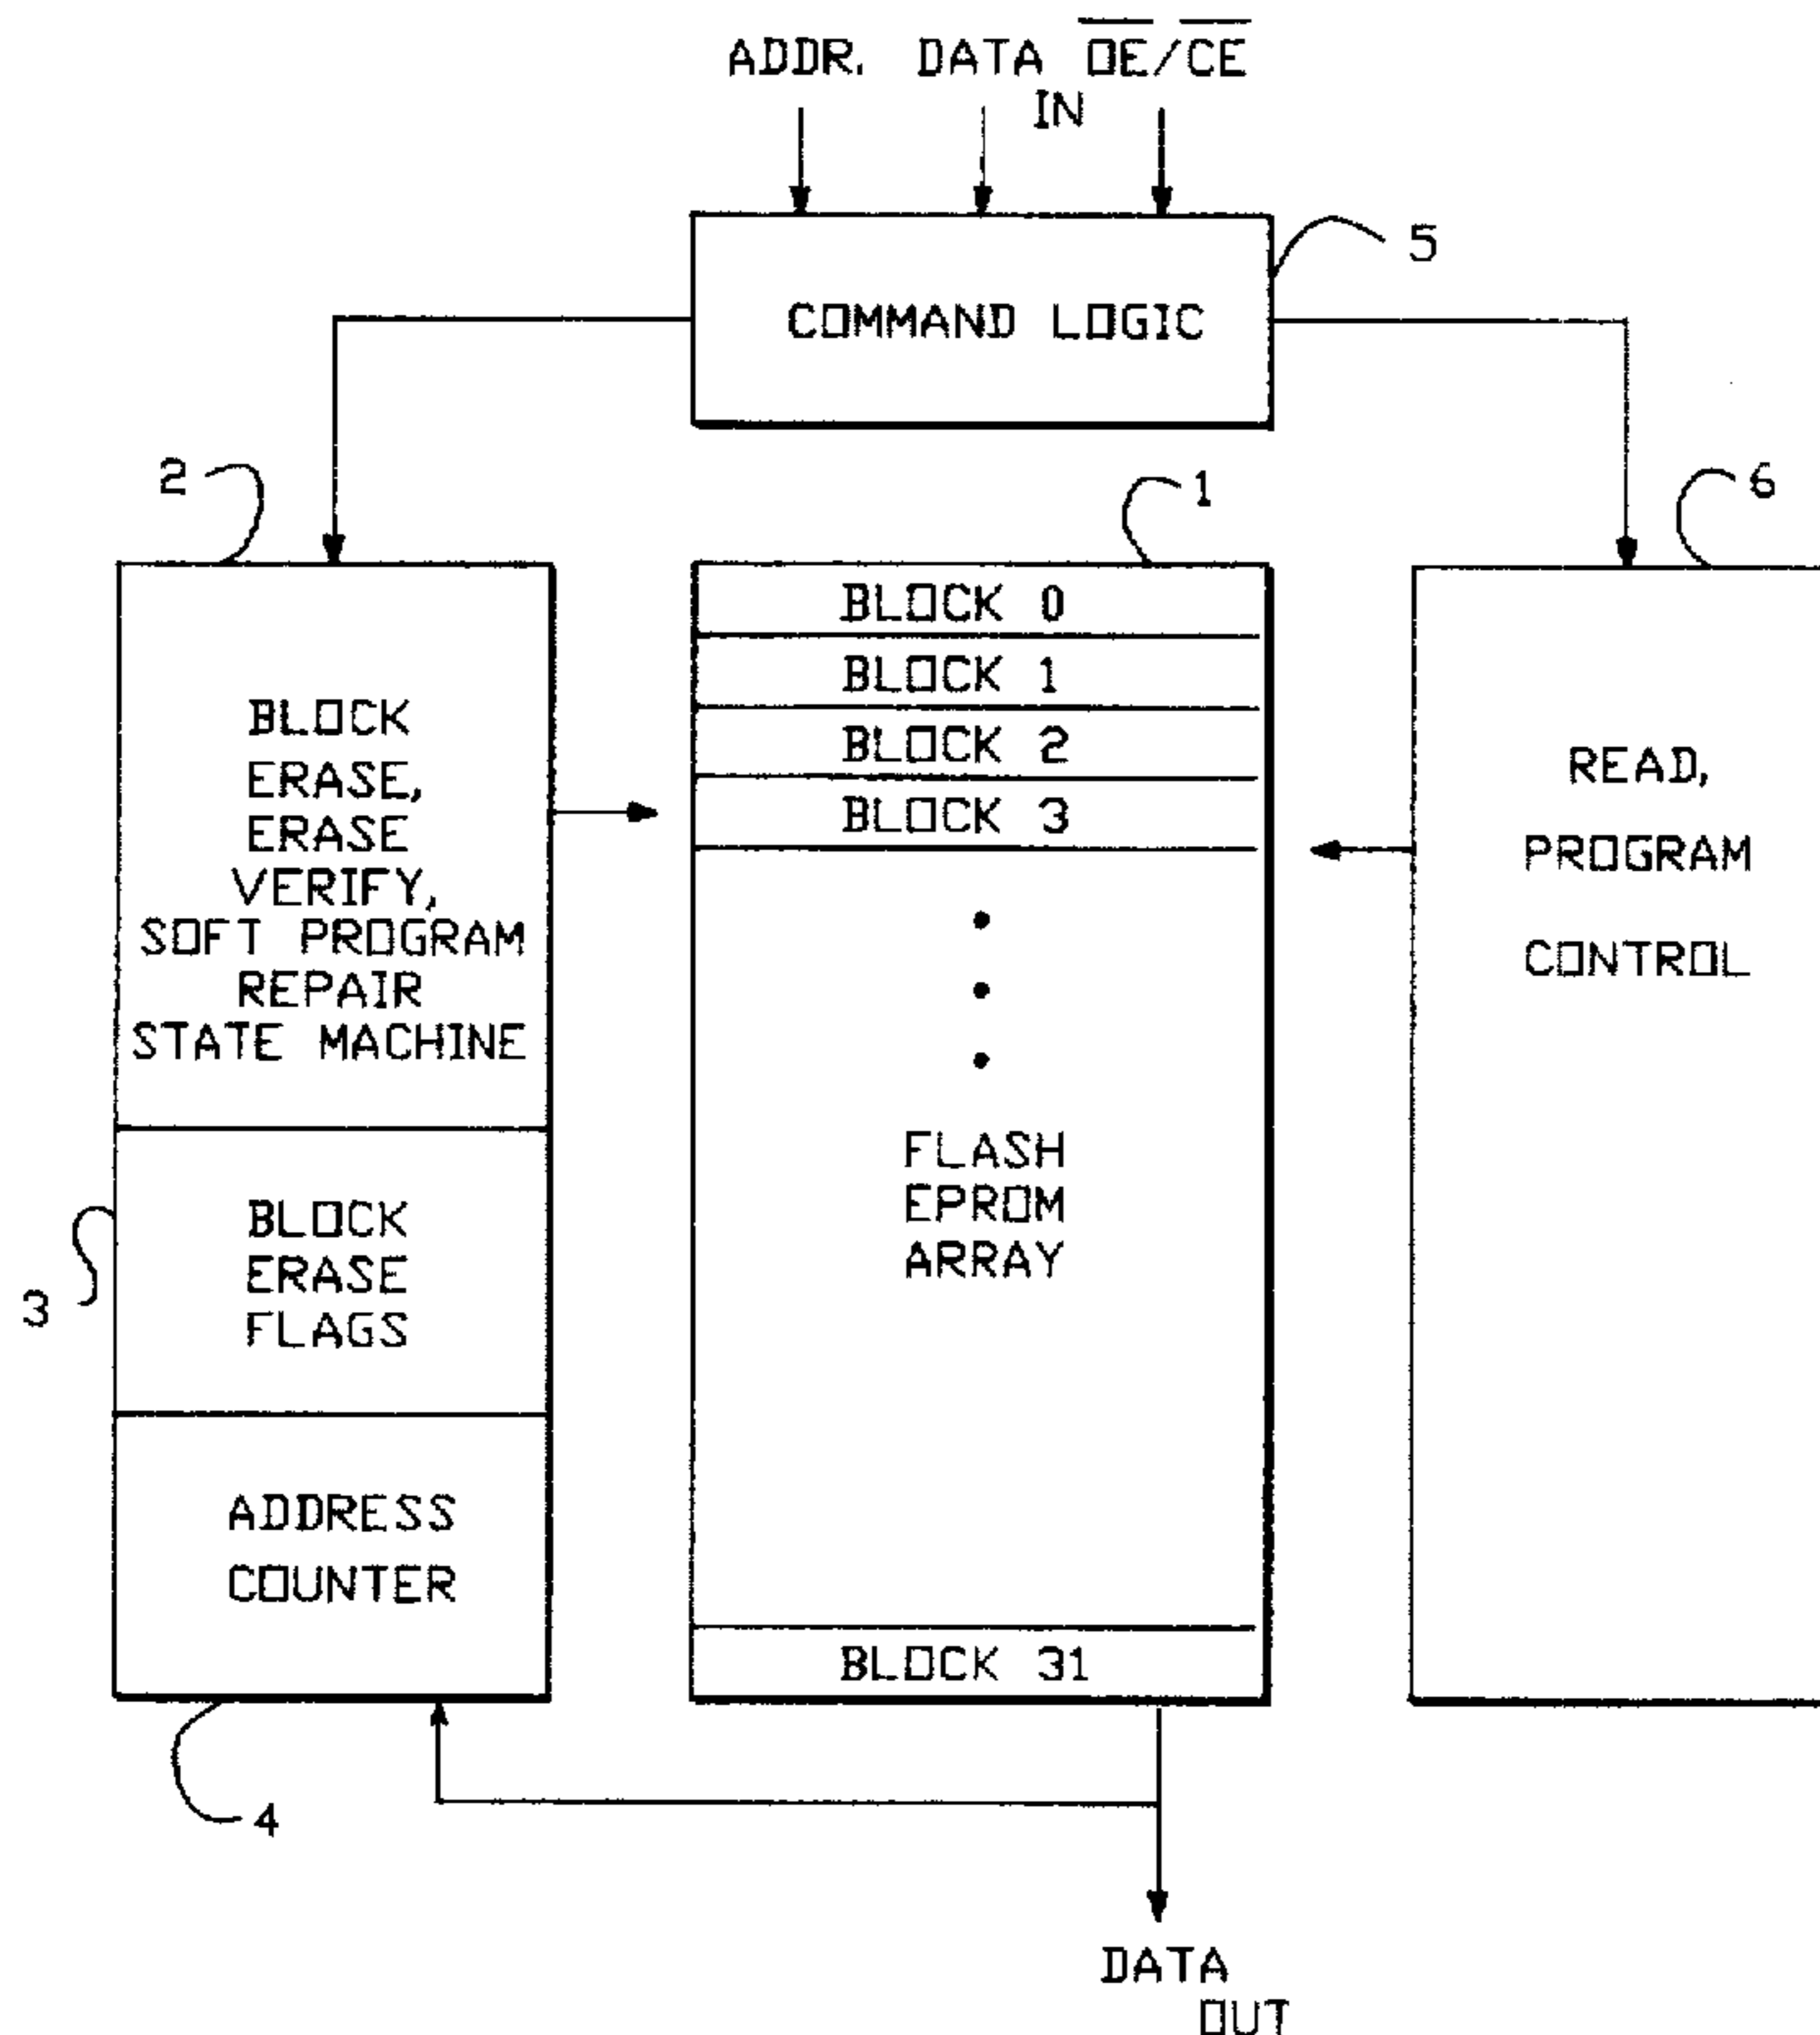 ADDR. DATA OE/CE
IN
5
COMMAND LOGIC
2
1
6
BLOCK 0
BLOCK 1
BLOCK 2
BLOCK 3
BLOCK
ERASE,
ERASE
VERIFY,
SOFT PROGRAM
REPAIR
STATE MACHINE
READ,
PROGRAM
CONTROL
FLASH
EPROM
ARRAY
3
BLOCK
ERASE
FLAGS
ADDRESS
COUNTER
BLOCK 31
4
DATA
OUT